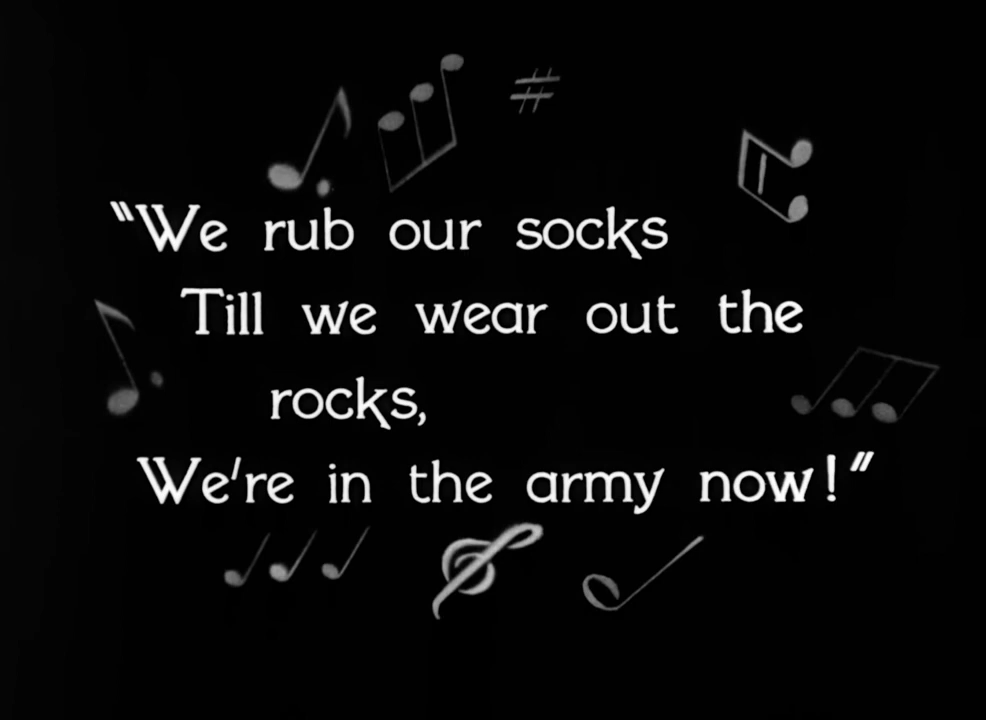 "We rub our socks
Till we wear out the
rocks,
We're in the army now!"